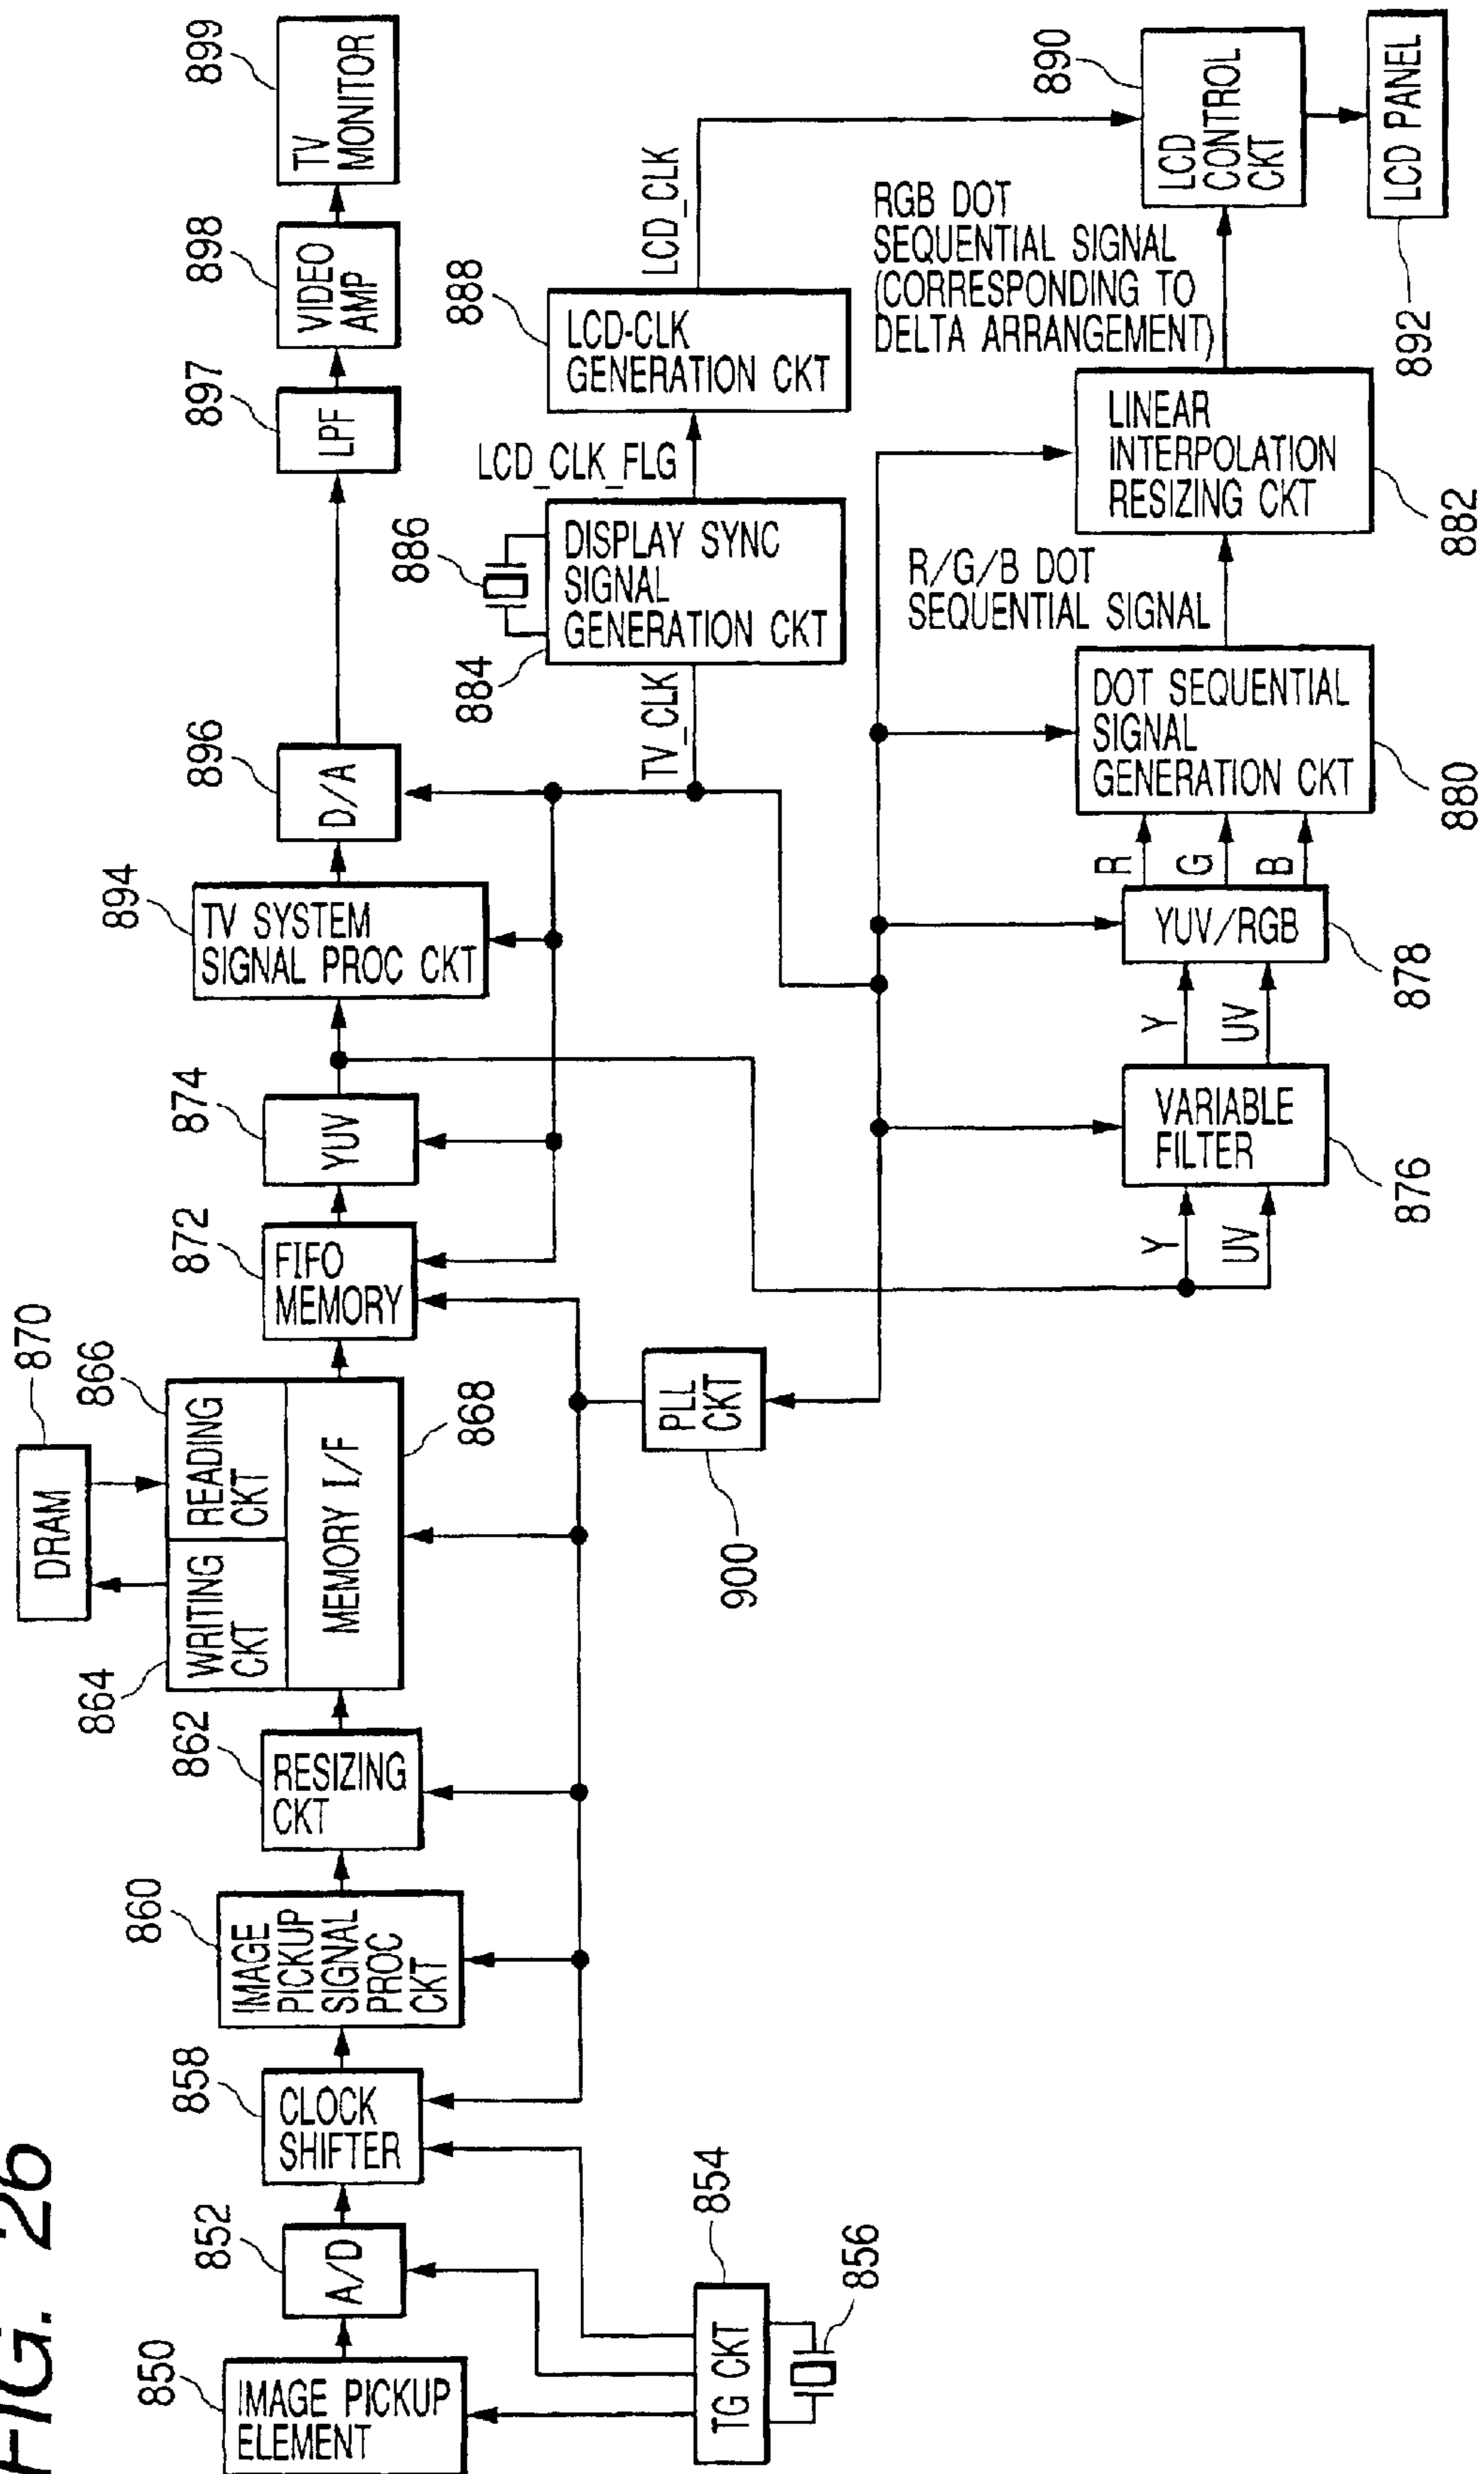 FIG. 26
850
IMAGE PICKUP
ELEMENT
852
A/D
854
TG CKT
856
858
CLOCK
SHIFTER
860
IMAGE
PICKUP
SIGNAL
PROC
CKT
862
RESIZING
CKT
864
WRITING
CKT
866
READING
CKT
MEMORY I/F
868
870
DRAM
872
FIFO
MEMORY
874
YUV
894
TV SYSTEM
SIGNAL PROC CKT
896
D/A
897
LPF
898
VIDEO
AMP
899
TV
MONITOR
900
PLL
CKT
TV_CLK
884
886
DISPLAY SYNC
SIGNAL
GENERATION CKT
LCD_CLK_FLG
888
LCD-CLK
GENERATION CKT
LCD_CLK
Y
UV
VARIABLE
FILTER
876
Y
UV
YUV/RGB
878
R
G
B
DOT SEQUENTIAL
SIGNAL
GENERATION CKT
880
R/G/B DOT
SEQUENTIAL SIGNAL
LINEAR
INTERPOLATION
RESIZING CKT
882
RGB DOT
SEQUENTIAL SIGNAL
(CORRESPONDING TO
DELTA ARRANGEMENT)
890
LCD
CONTROL
CKT
LCD PANEL
892